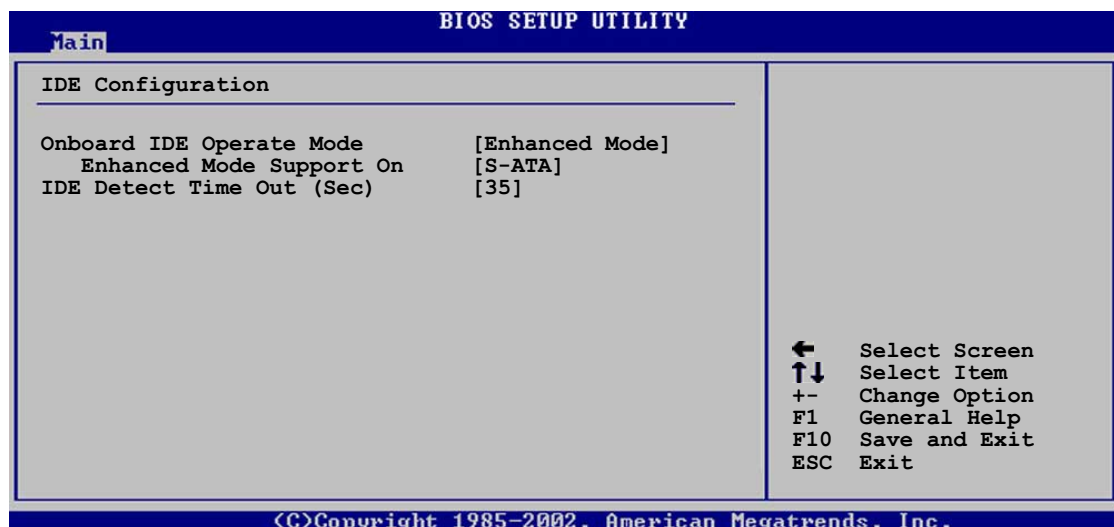 BIOS SETUP UTILITY
Main
IDE Configuration
Onboard IDE Operate Mode [Enhanced Mode]
Enhanced Mode Support On [S-ATA]
IDE Detect Time Out (Sec) [35]
← Select Screen
↑↓ Select Item
+- Change Option
F1 General Help
F10 Save and Exit
ESC Exit
(C)Copyright 1985-2002, American Megatrends, Inc.